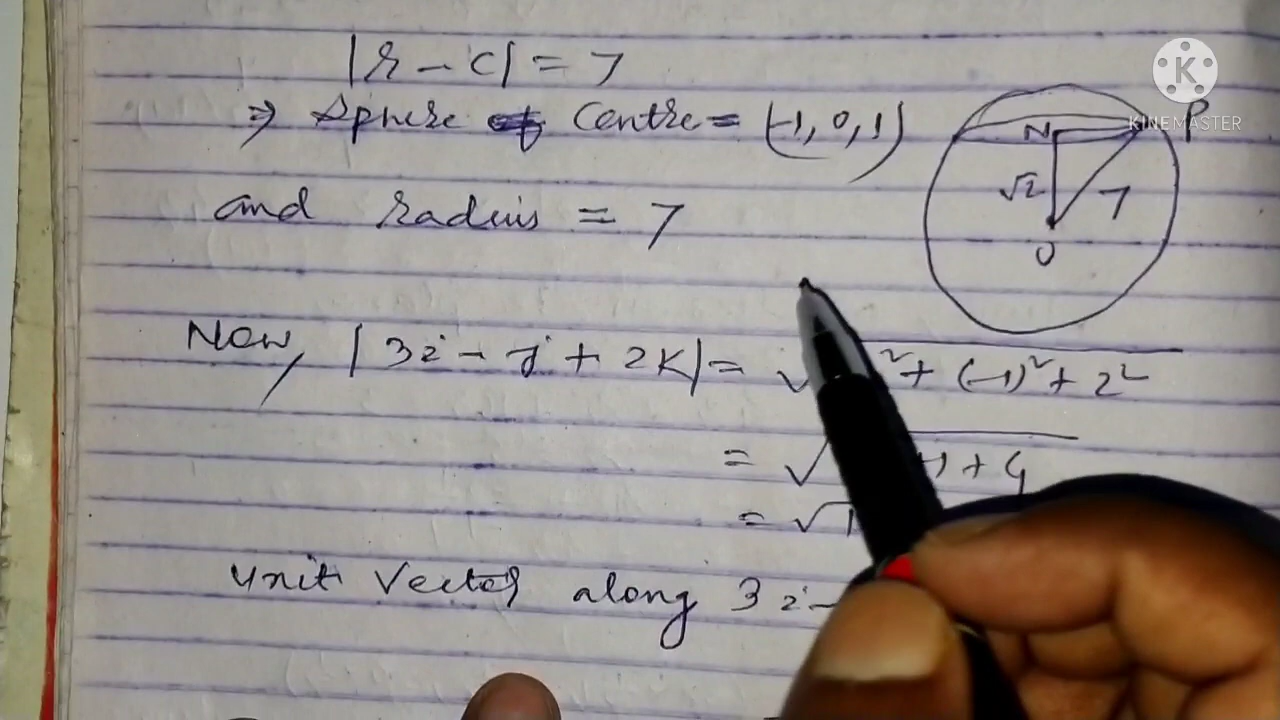 |r - c| = 7
⇒ Sphere of Centre = (-1, 0, 1)
and radius = 7
N P
√2 7
O
Now, |3i - j + 2k| = √ ² + (-1)² + 2²
= √ + 4
= √1
unit Vector along 3i -
K
KINEMASTER